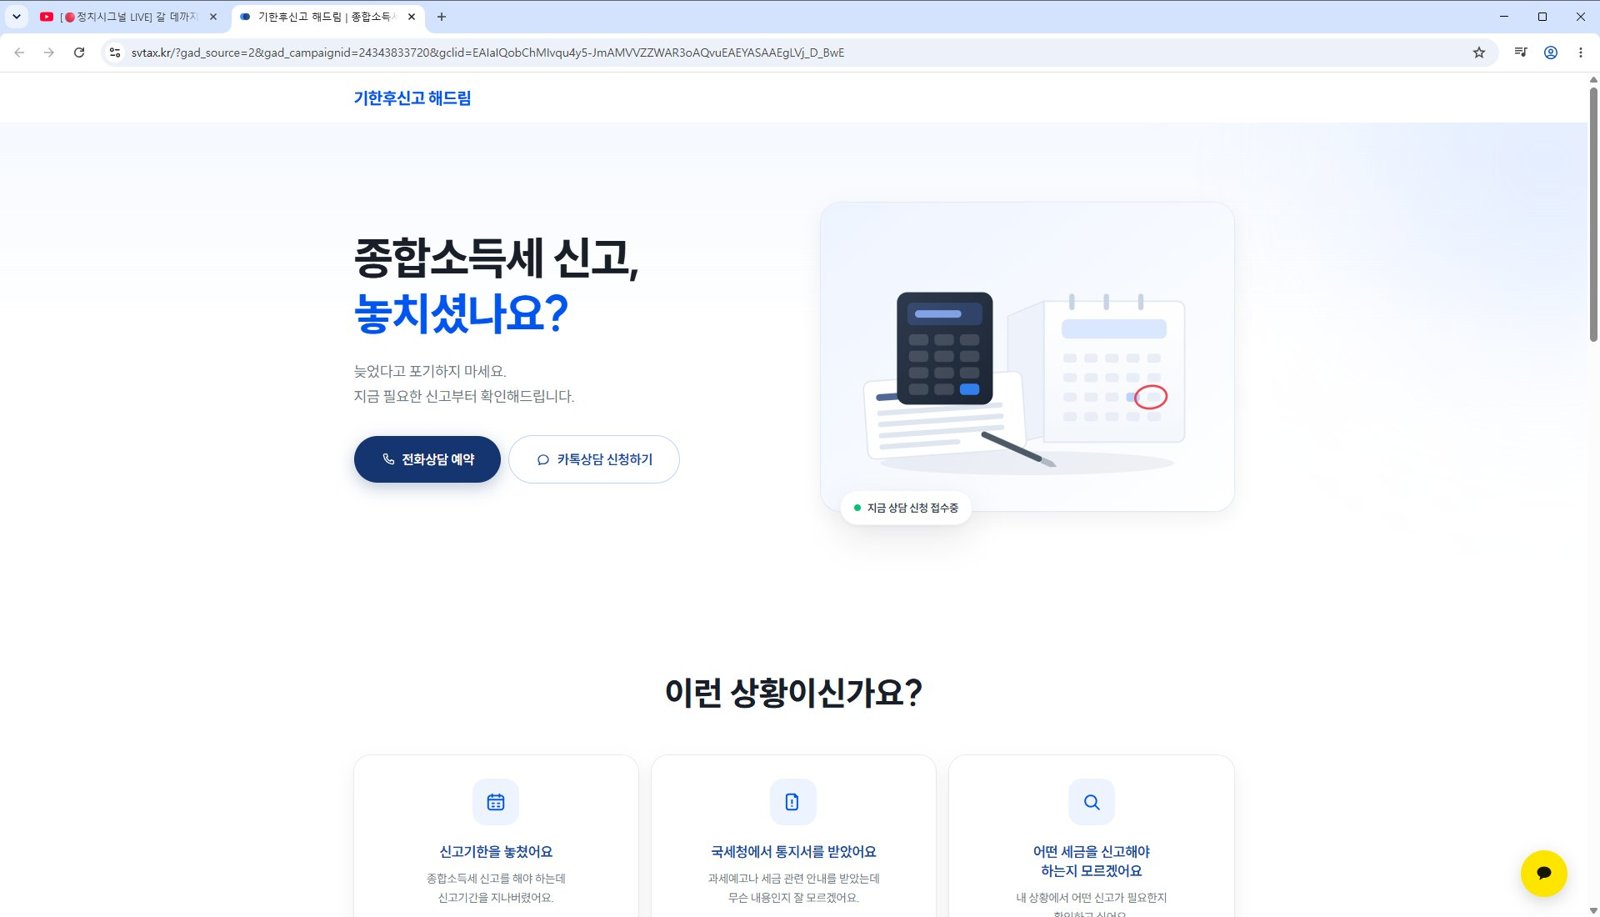 [🔴정치시그널 LIVE] 갈 데까지
기한후신고 해드림 | 종합소득세
svtax.kr/?gad_source=2&gad_campaignid=24343833720&gclid=EAIaIQobChMIvqu4y5-JmAMVVZZWAR3oAQvuEAEYASAAEgLVj_D_BwE
기한후신고 해드림
종합소득세 신고,
놓치셨나요?
늦었다고 포기하지 마세요.
지금 필요한 신고부터 확인해드립니다.
전화상담 예약
카톡상담 신청하기
지금 상담 신청 접수중
이런 상황이신가요?
신고기한을 놓쳤어요
종합소득세 신고를 해야 하는데
신고기간을 지나버렸어요.
국세청에서 통지서를 받았어요
과세예고나 세금 관련 안내를 받았는데
무슨 내용인지 잘 모르겠어요.
어떤 세금을 신고해야
하는지 모르겠어요
내 상황에서 어떤 신고가 필요한지
확인하고 싶어요.